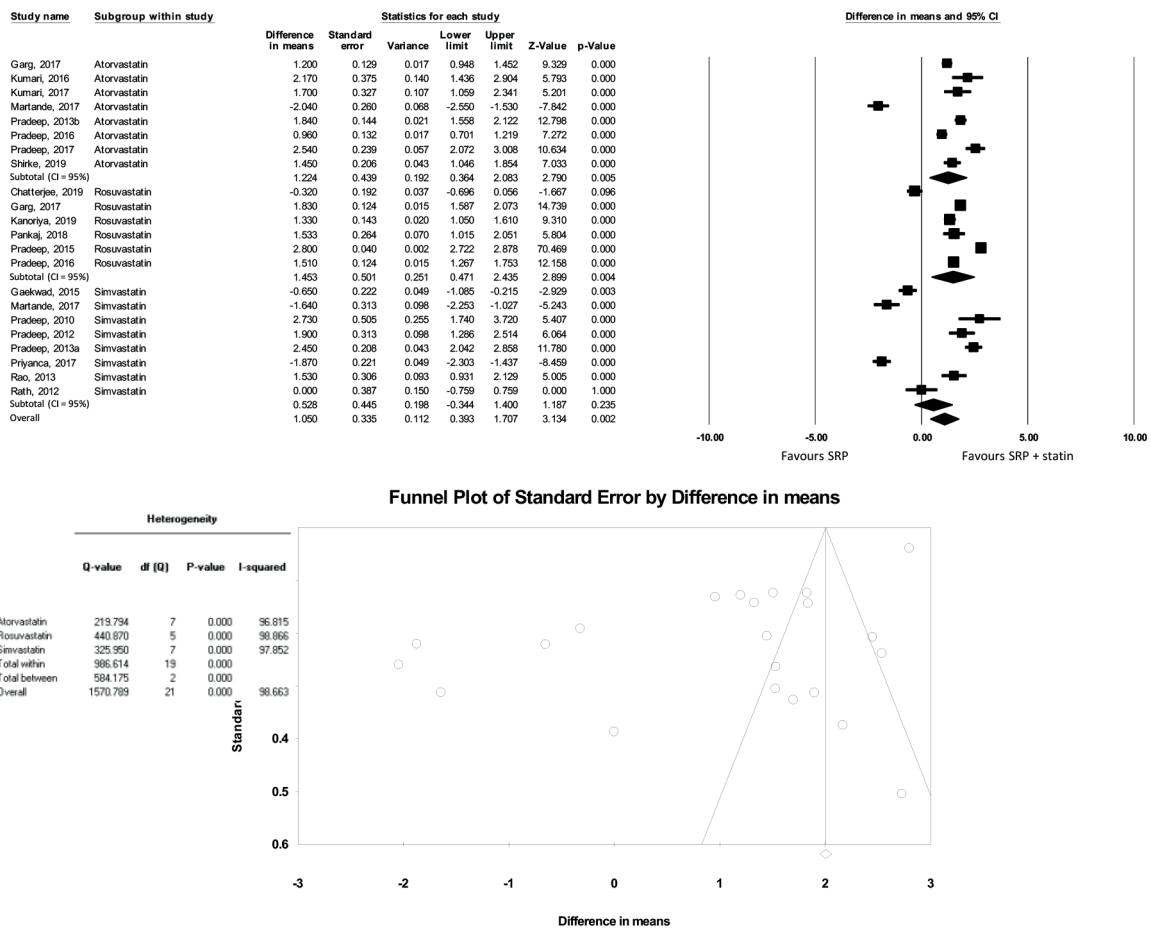 Study name Subgroup within study Statistics for each study Difference in means and 95% CI
Difference in means Standard error Variance Lower limit Upper limit Z-Value p-Value
Garg, 2017 Atorvastatin 1.200 0.129 0.017 0.948 1.452 9.329 0.000
Kumari, 2016 Atorvastatin 2.170 0.375 0.140 1.436 2.904 5.793 0.000
Kumari, 2017 Atorvastatin 1.700 0.327 0.107 1.059 2.341 5.201 0.000
Martande, 2017 Atorvastatin -2.040 0.260 0.068 -2.550 -1.530 -7.842 0.000
Pradeep, 2013b Atorvastatin 1.840 0.144 0.021 1.558 2.122 12.798 0.000
Pradeep, 2016 Atorvastatin 0.960 0.132 0.017 0.701 1.219 7.272 0.000
Pradeep, 2017 Atorvastatin 2.540 0.239 0.057 2.072 3.008 10.634 0.000
Shirke, 2019 Atorvastatin 1.450 0.206 0.043 1.046 1.854 7.033 0.000
Subtotal (CI = 95%) 1.224 0.439 0.192 0.364 2.083 2.790 0.005
Chatterjee, 2019 Rosuvastatin -0.320 0.192 0.037 -0.696 0.056 -1.667 0.096
Garg, 2017 Rosuvastatin 1.830 0.124 0.015 1.587 2.073 14.739 0.000
Kanoriya, 2019 Rosuvastatin 1.330 0.143 0.020 1.050 1.610 9.310 0.000
Pankaj, 2018 Rosuvastatin 1.533 0.264 0.070 1.015 2.051 5.804 0.000
Pradeep, 2015 Rosuvastatin 2.800 0.040 0.002 2.722 2.878 70.469 0.000
Pradeep, 2016 Rosuvastatin 1.510 0.124 0.015 1.267 1.753 12.158 0.000
Subtotal (CI = 95%) 1.453 0.501 0.251 0.471 2.435 2.899 0.004
Gaekwad, 2015 Simvastatin -0.650 0.222 0.049 -1.085 -0.215 -2.929 0.003
Martande, 2017 Simvastatin -1.640 0.313 0.098 -2.253 -1.027 -5.243 0.000
Pradeep, 2010 Simvastatin 2.730 0.505 0.255 1.740 3.720 5.407 0.000
Pradeep, 2012 Simvastatin 1.900 0.313 0.098 1.286 2.514 6.064 0.000
Pradeep, 2013a Simvastatin 2.450 0.208 0.043 2.042 2.858 11.780 0.000
Priyanca, 2017 Simvastatin -1.870 0.221 0.049 -2.303 -1.437 -8.459 0.000
Rao, 2013 Simvastatin 1.530 0.306 0.093 0.931 2.129 5.005 0.000
Rath, 2012 Simvastatin 0.000 0.387 0.150 -0.759 0.759 0.000 1.000
Subtotal (CI = 95%) 0.528 0.445 0.198 -0.344 1.400 1.187 0.235
Overall 1.050 0.335 0.112 0.393 1.707 3.134 0.002
-10.00 -5.00 0.00 5.00 10.00
Favours SRP Favours SRP + statin
Funnel Plot of Standard Error by Difference in means
Heterogeneity
Q-value df (Q) P-value I-squared
Atorvastatin 219.794 7 0.000 96.815
Rosuvastatin 440.870 5 0.000 98.866
Simvastatin 325.950 7 0.000 97.852
Total within 986.614 19 0.000
Total between 584.175 2 0.000
Overall 1570.789 21 0.000 98.663
Standar
0.4
0.5
0.6
-3 -2 -1 0 1 2 3
Difference in means